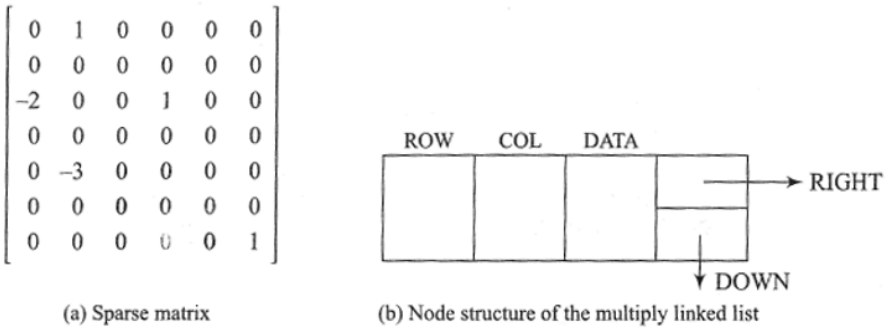 0 1 0 0 0 0
0 0 0 0 0 0
-2 0 0 1 0 0
0 0 0 0 0 0
0 -3 0 0 0 0
0 0 0 0 0 0
0 0 0 0 0 1
(a) Sparse matrix
ROW COL DATA
RIGHT
DOWN
(b) Node structure of the multiply linked list